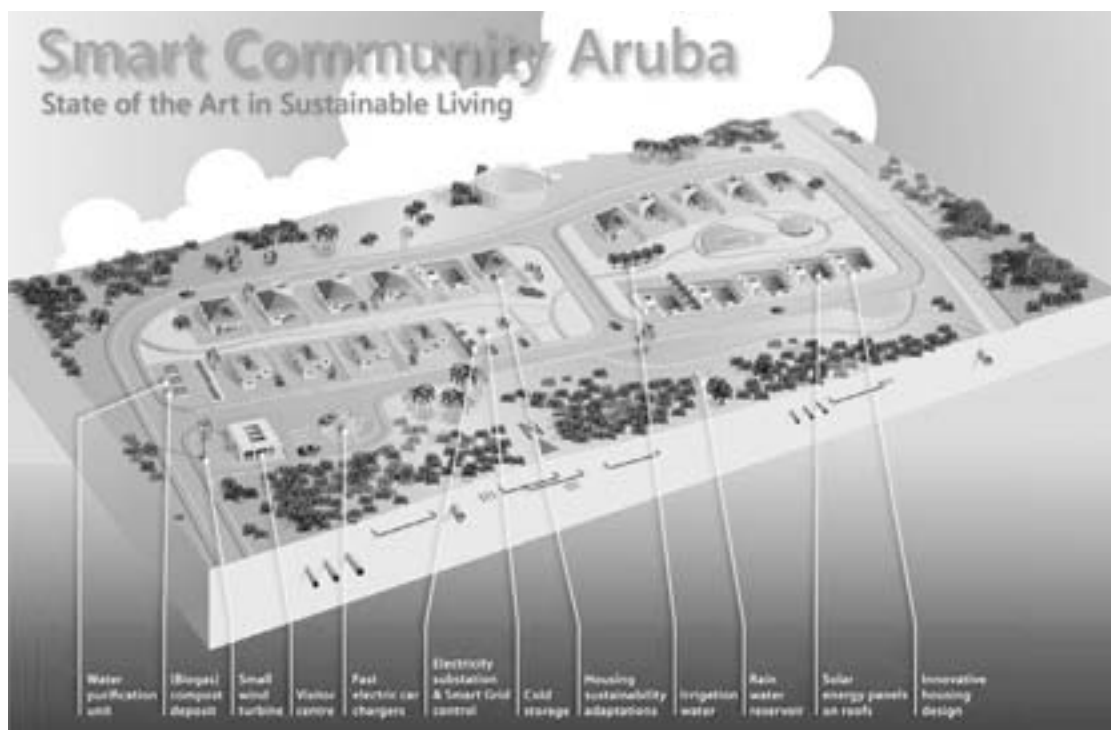 Smart Community Aruba
State of the Art in Sustainable Living
Water
purification
unit
(Biogas)
compost
deposit
Small
wind
turbine
Visitor
centre
Fast
electric car
chargers
Electricity
substation
& Smart Grid
control
Cold
storage
Housing
sustainability
adaptations
Irrigation
water
Rain
water
reservoir
Solar
energy panels
on roofs
Innovative
housing
design